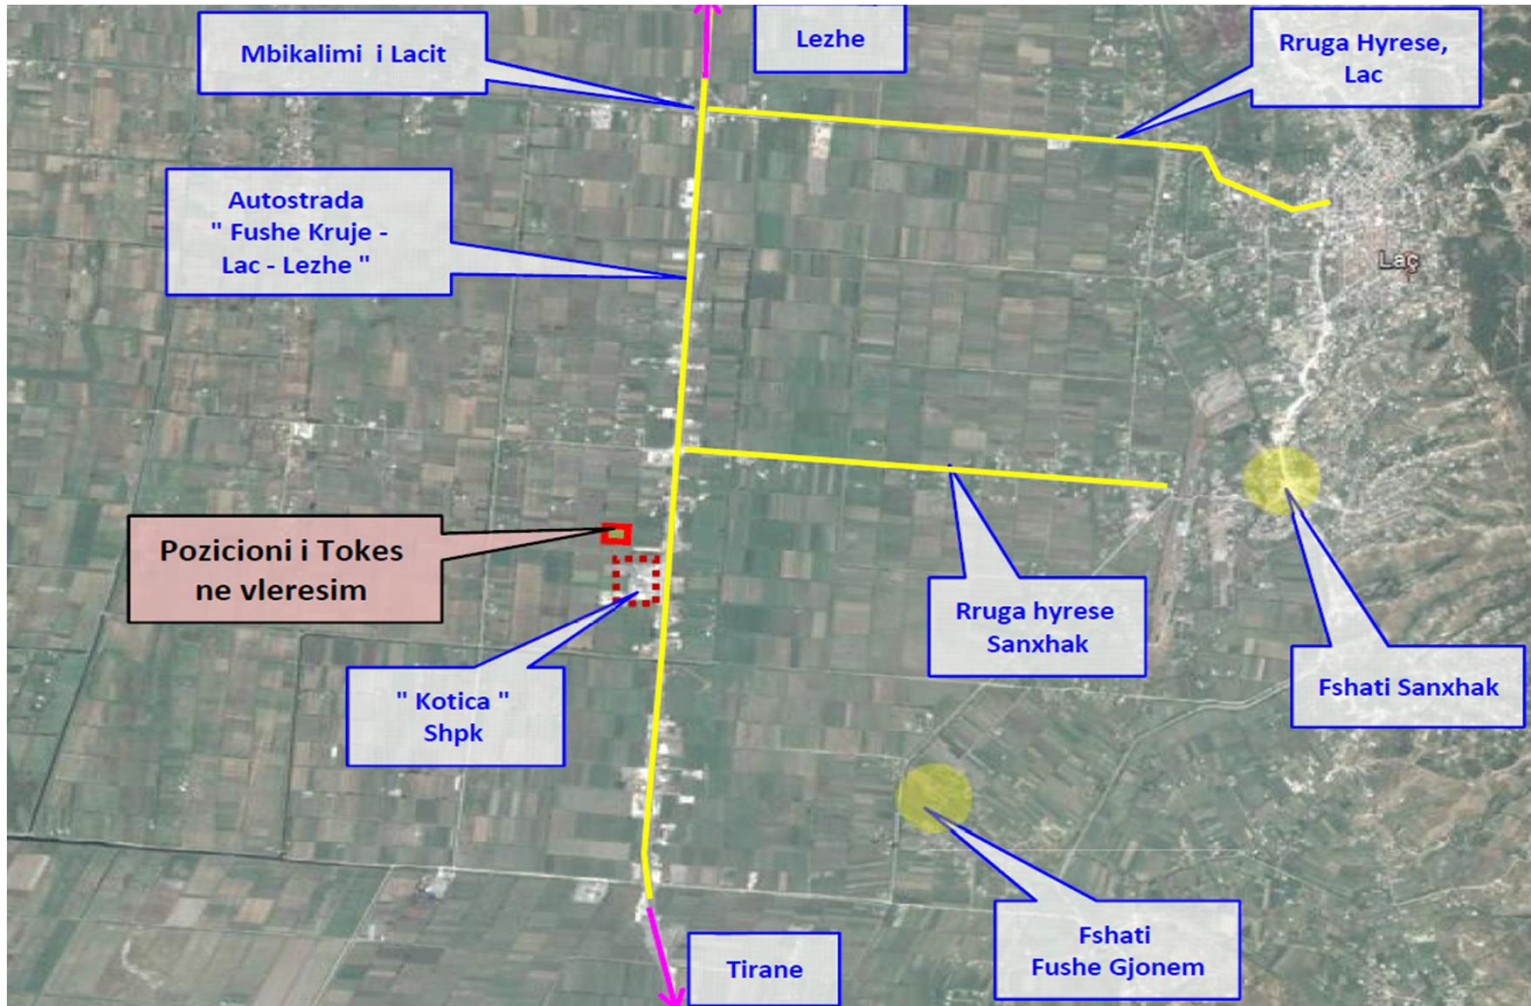 Lezhe
Mbikalimi i Lacit
Rruga Hyrese,
Lac
Autostrada
" Fushe Kruje -
Lac - Lezhe "
Laç
Pozicioni i Tokes
ne vleresim
Rruga hyrese
Sanxhak
Fshati Sanxhak
" Kotica "
Shpk
Fshati
Fushe Gjonem
Tirane